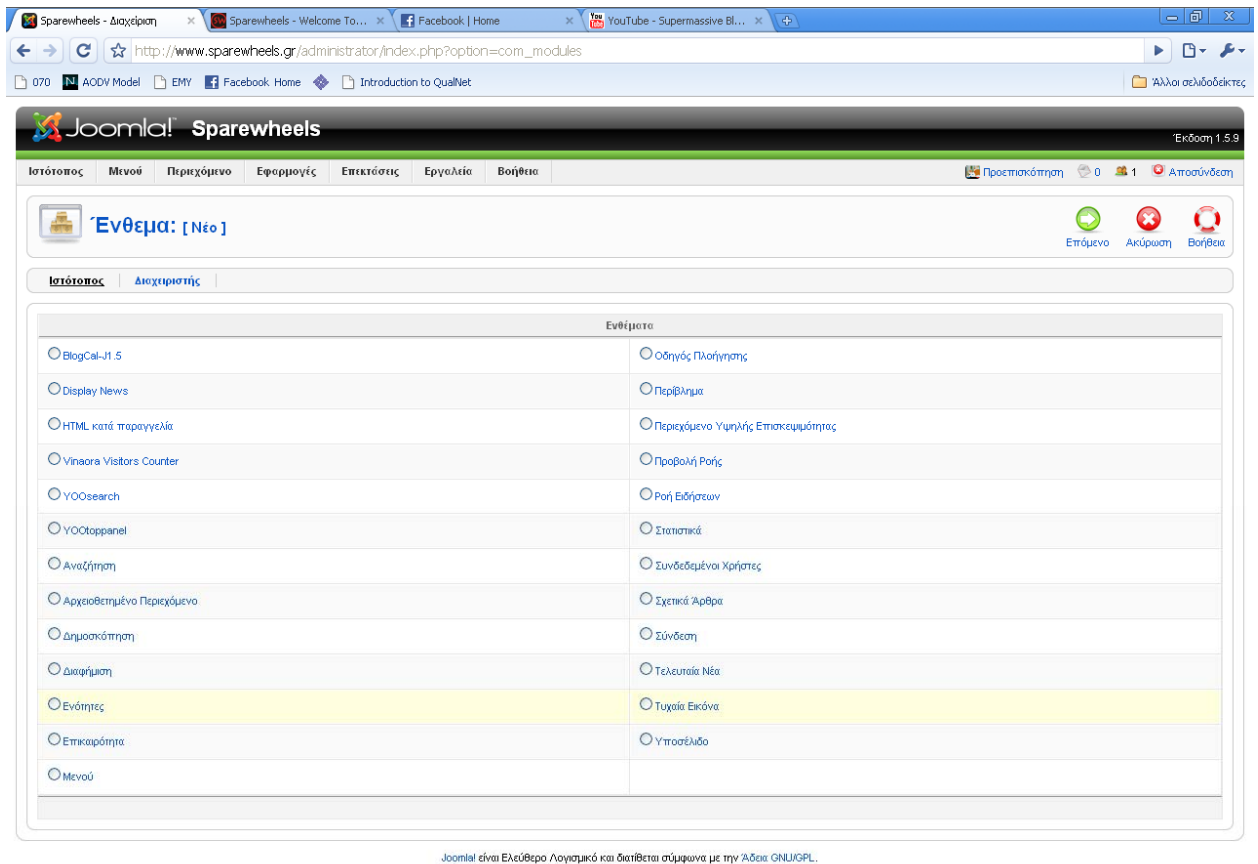 Sparewheels - Διαχείριση
Sparewheels - Welcome To...
Facebook | Home
YouTube - Supermassive Bl...
http://www.sparewheels.gr/administrator/index.php?option=com_modules
070 AODV Model EMY Facebook Home Introduction to QualNet Άλλοι σελιδοδείκτες
Joomla! Sparewheels
Έκδοση 1.5.9
Ιστότοπος Μενού Περιεχόμενο Εφαρμογές Επεκτάσεις Εργαλεία Βοήθεια Προεπισκόπηση 0 1 Αποσύνδεση
Ένθεμα: [ Νέο ]
Επόμενο Ακύρωση Βοήθεια
Ιστότοπος Διαχειριστής
Ενθέματα
BlogCal-J1.5 Οδηγός Πλοήγησης
Display News Περίβλημα
HTML κατά παραγγελία Περιεχόμενο Υψηλής Επισκεψιμότητας
Vinaora Visitors Counter Προβολή Ροής
YOOsearch Ροή Ειδήσεων
YOOtoppanel Στατιστικά
Αναζήτηση Συνδεδεμένοι Χρήστες
Αρχειοθετημένο Περιεχόμενο Σχετικά Άρθρα
Δημοσκόπηση Σύνδεση
Διαφήμιση Τελευταία Νέα
Ενότητες Τυχαία Εικόνα
Επικαιρότητα Υποσέλιδο
Μενού
Joomla! είναι Ελεύθερο Λογισμικό και διατίθεται σύμφωνα με την Άδεια GNU/GPL.